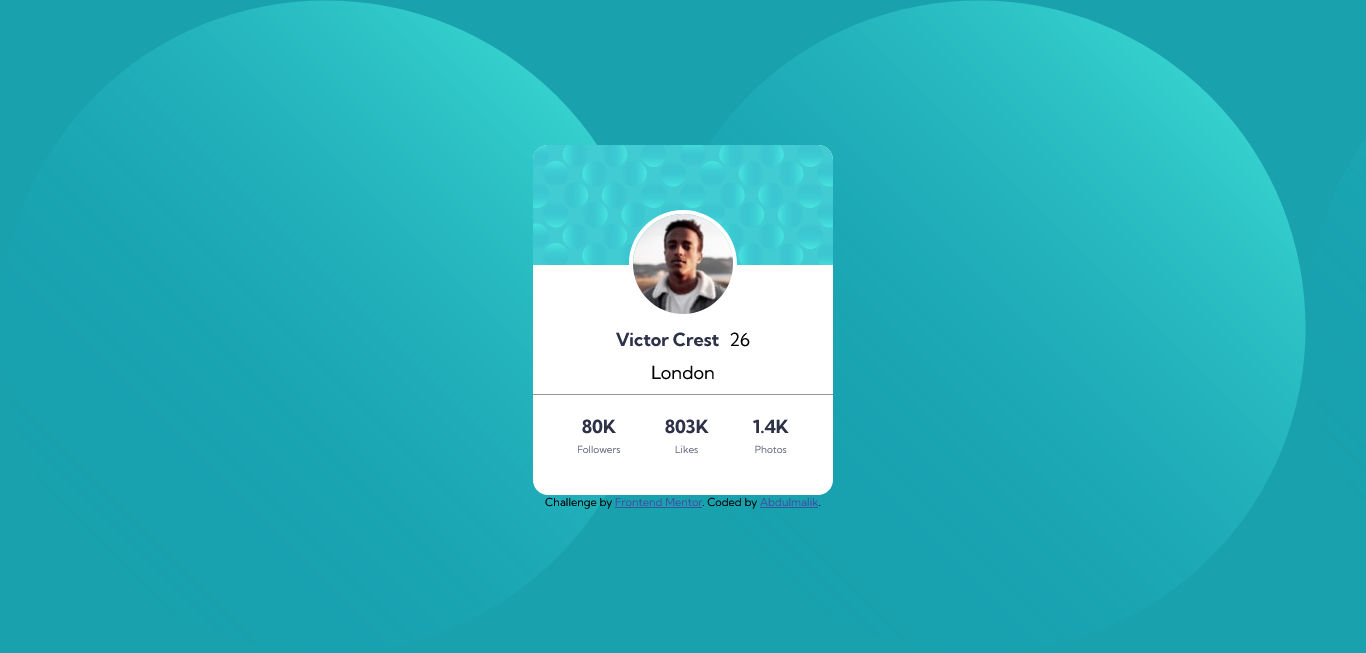 Victor Crest 26
London
80K 803K 1.4K
Followers Likes Photos
Challenge by Frontend Mentor. Coded by Abdulmalik.